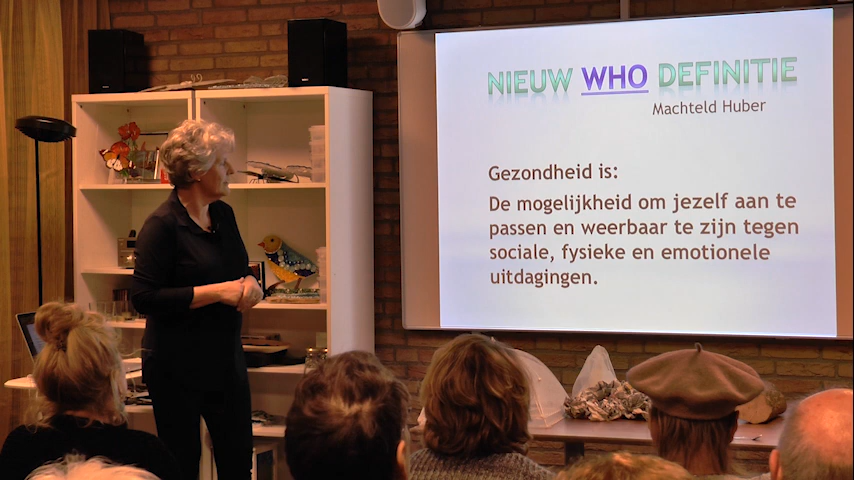 NIEUW WHO DEFINITIE
Machteld Huber
Gezondheid is:
De mogelijkheid om jezelf aan te
passen en weerbaar te zijn tegen
sociale, fysieke en emotionele
uitdagingen.